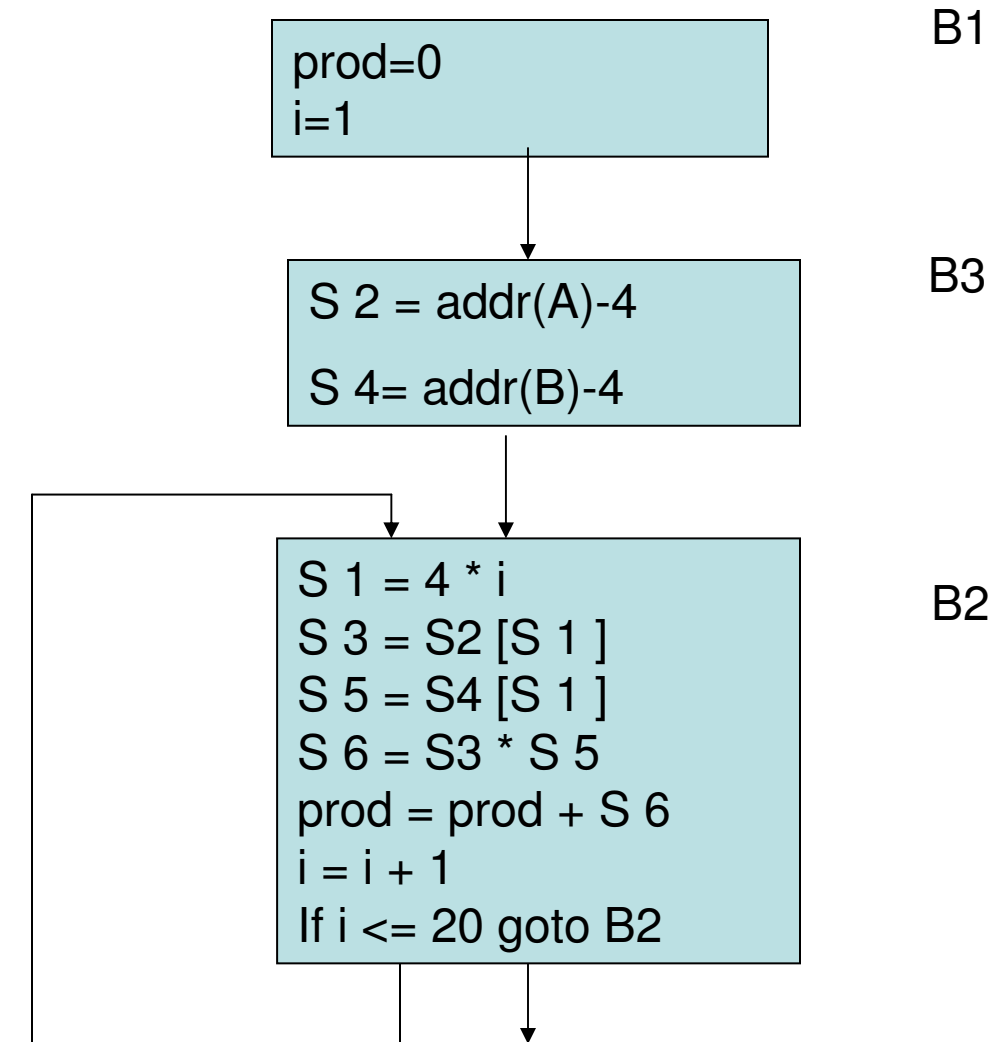 B1
prod=0
i=1
B3
S 2 = addr(A)-4
S 4= addr(B)-4
B2
S 1 = 4 * i
S 3 = S2 [S 1 ]
S 5 = S4 [S 1 ]
S 6 = S3 * S 5
prod = prod + S 6
i = i + 1
If i <= 20 goto B2